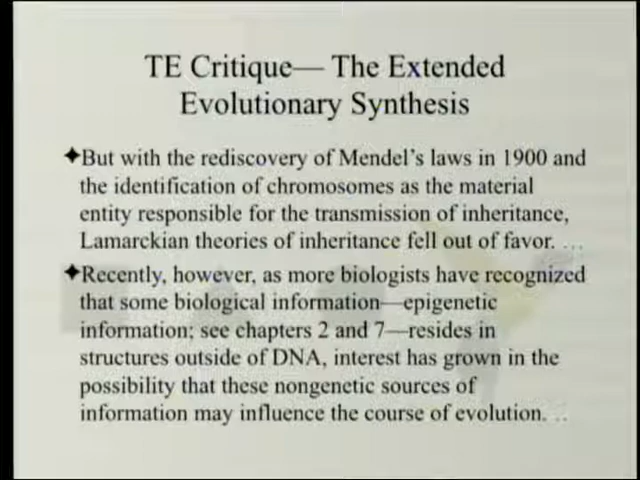 TE Critique— The Extended
Evolutionary Synthesis
✦But with the rediscovery of Mendel's laws in 1900 and
the identification of chromosomes as the material
entity responsible for the transmission of inheritance,
Lamarckian theories of inheritance fell out of favor. …
✦Recently, however, as more biologists have recognized
that some biological information—epigenetic
information; see chapters 2 and 7—resides in
structures outside of DNA, interest has grown in the
possibility that these nongenetic sources of
information may influence the course of evolution. …